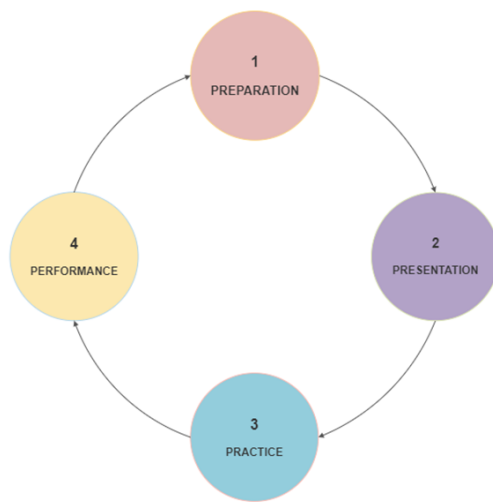 1
PREPARATION
2
PRESENTATION
3
PRACTICE
4
PERFORMANCE